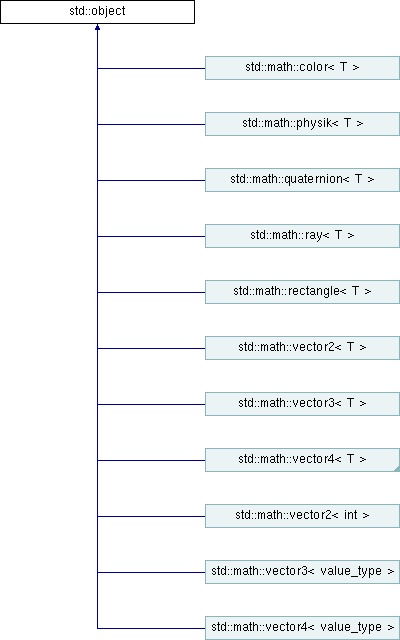 std::object
std::math::color< T >
std::math::physik< T >
std::math::quaternion< T >
std::math::ray< T >
std::math::rectangle< T >
std::math::vector2< T >
std::math::vector3< T >
std::math::vector4< T >
std::math::vector2< int >
std::math::vector3< value_type >
std::math::vector4< value_type >